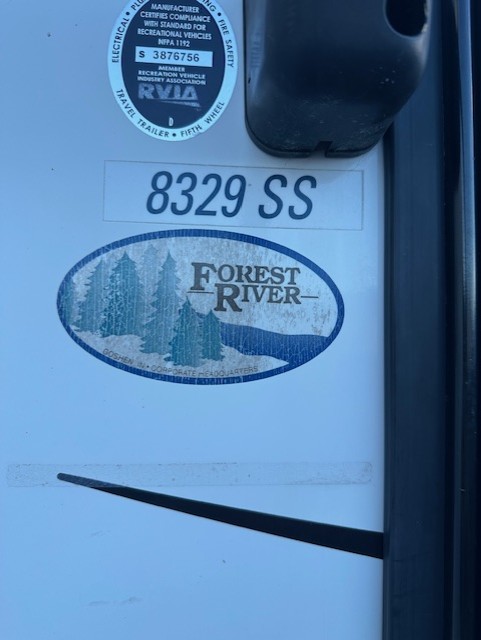 MANUFACTURER
CERTIFIES COMPLIANCE
WITH STANDARD FOR
RECREATIONAL VEHICLES
NFPA 1192
S 3876756
MEMBER
RECREATION VEHICLE
INDUSTRY ASSOCIATION
RVIA
D
ELECTRICAL •
• FIRE SAFETY
TRAVEL TRAILER • FIFTH WHEEL
8329 SS
FOREST
RIVER
GOSHEN, IN • CORPORATE HEADQUARTERS